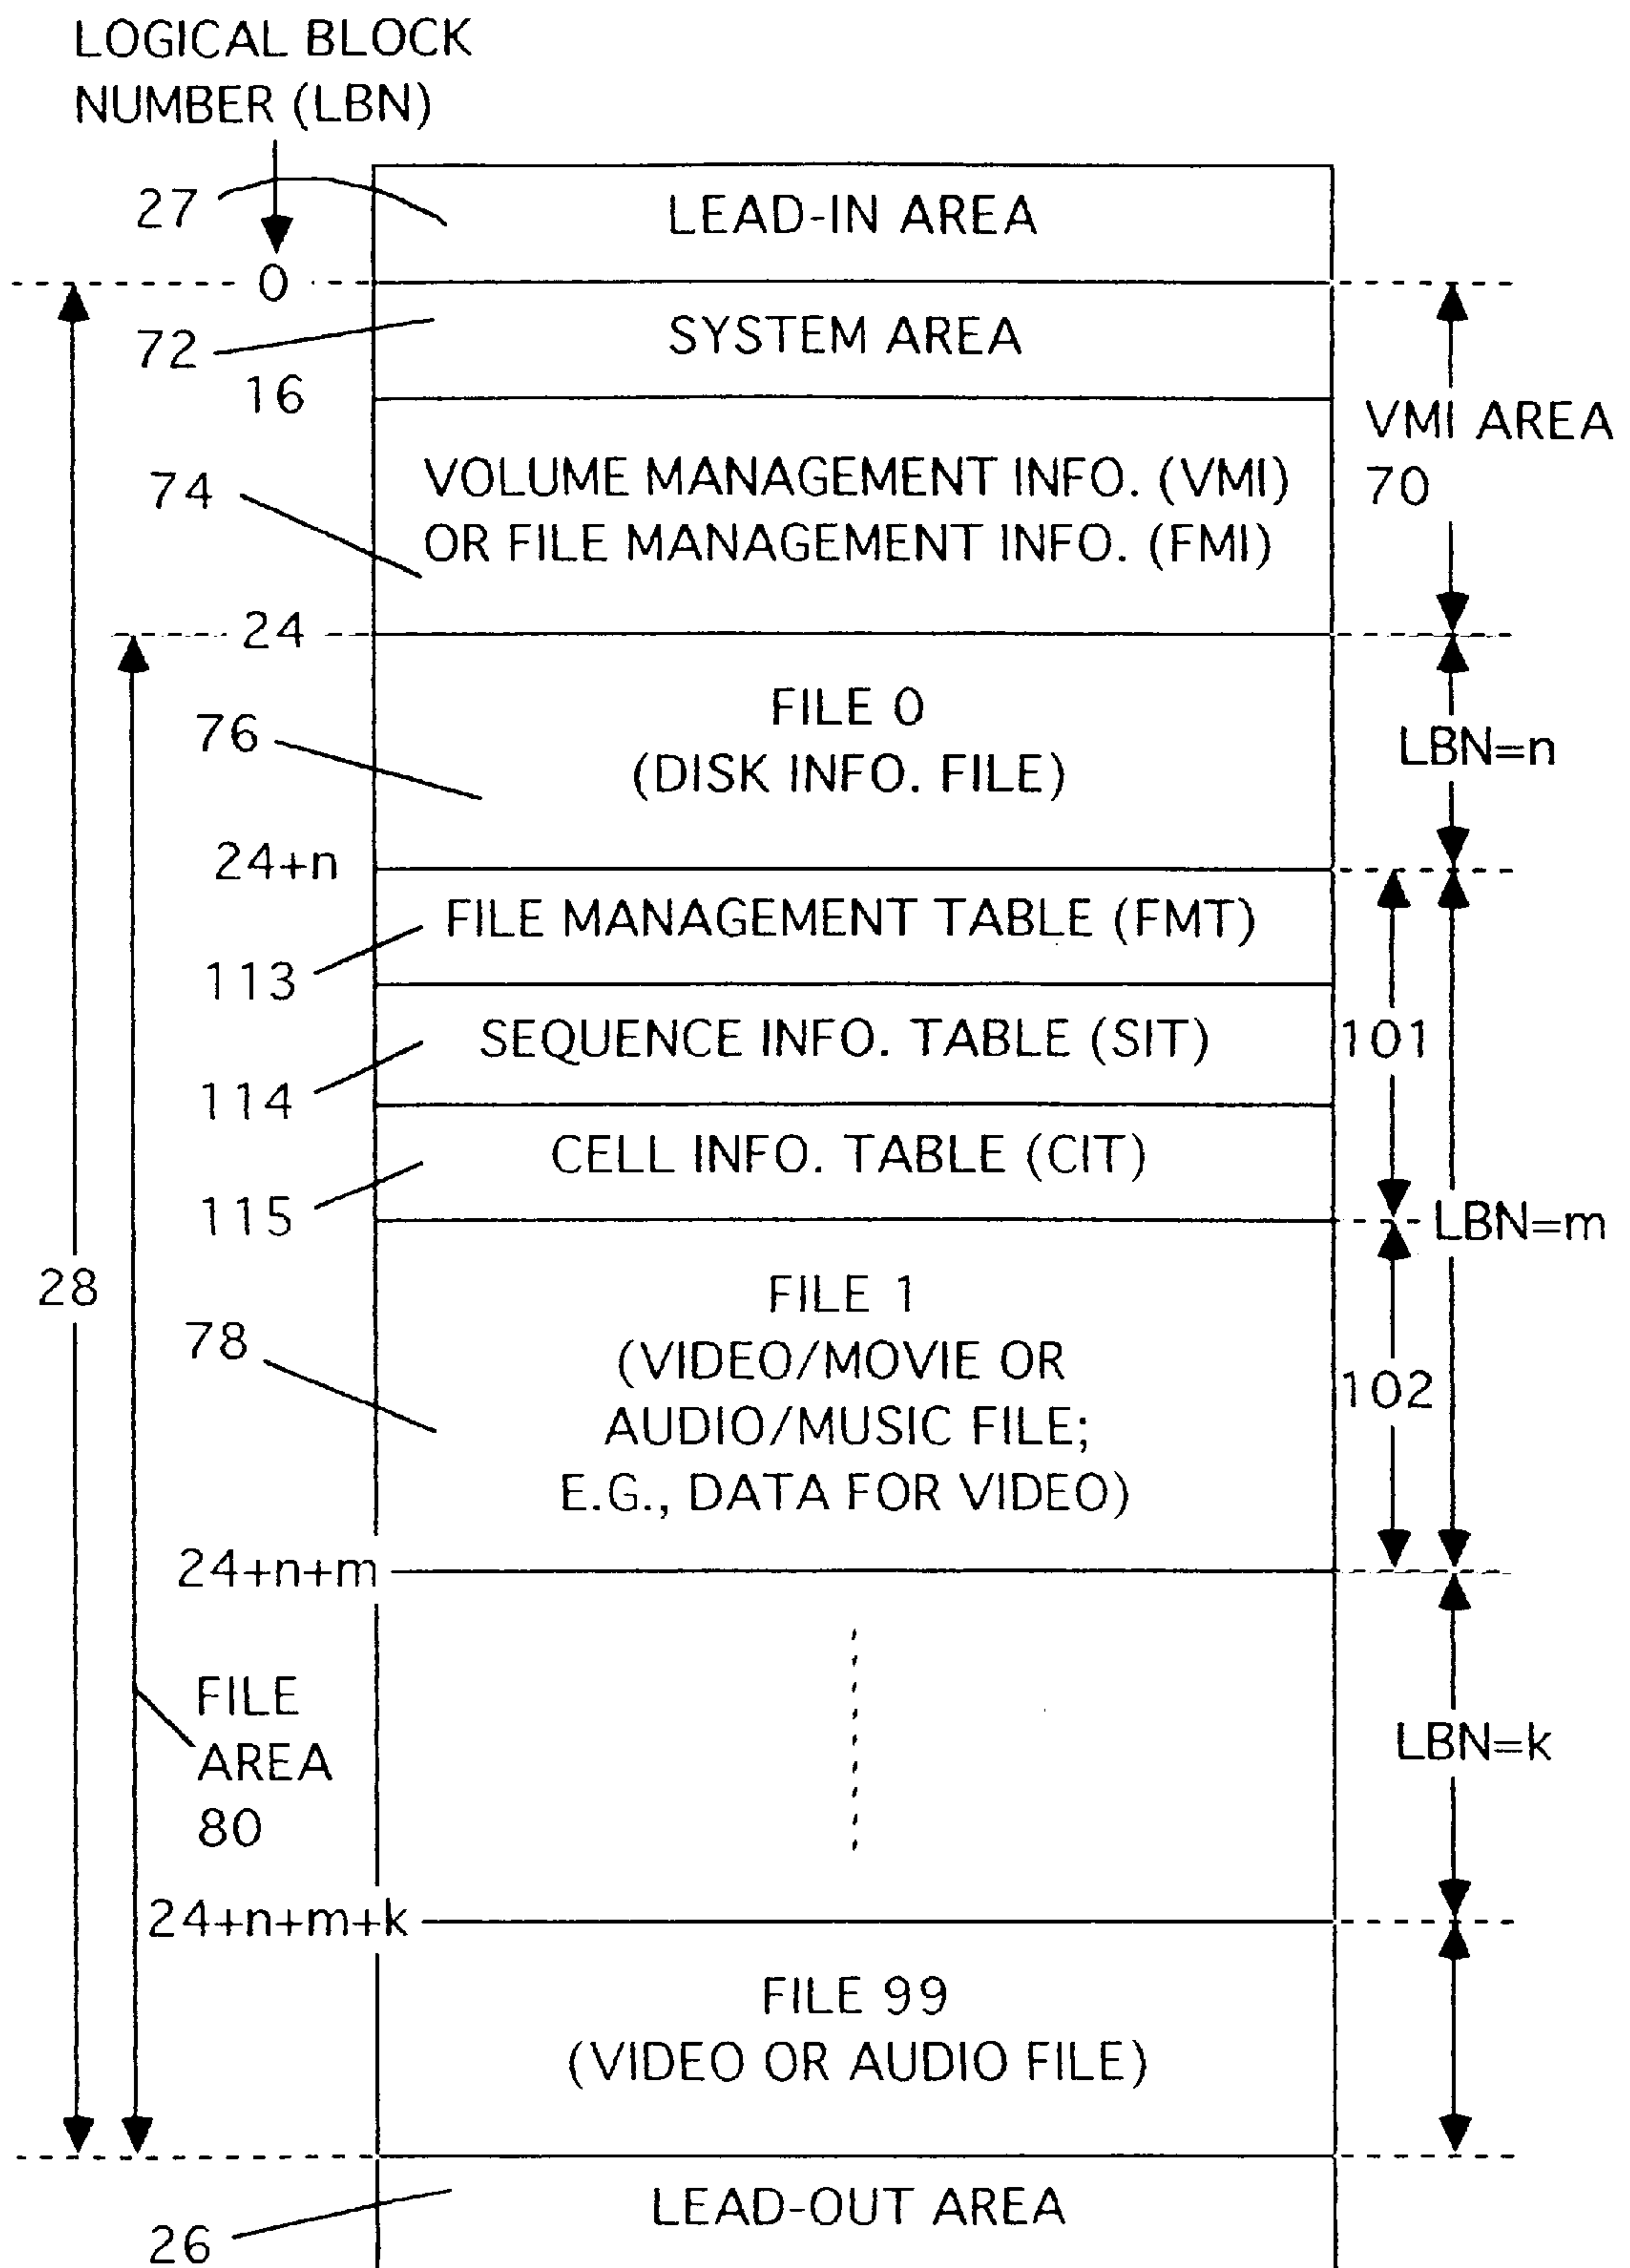 LOGICAL BLOCK
NUMBER (LBN)
27
LEAD-IN AREA
0
72
SYSTEM AREA
16
VMI AREA
70
74
VOLUME MANAGEMENT INFO. (VMI)
OR FILE MANAGEMENT INFO. (FMI)
24
76
FILE 0
(DISK INFO. FILE)
LBN=n
24+n
FILE MANAGEMENT TABLE (FMT)
113
SEQUENCE INFO. TABLE (SIT)
101
114
CELL INFO. TABLE (CIT)
115
LBN=m
28
78
FILE 1
(VIDEO/MOVIE OR
AUDIO/MUSIC FILE;
E.G., DATA FOR VIDEO)
102
24+n+m
FILE
AREA
80
LBN=k
24+n+m+k
FILE 99
(VIDEO OR AUDIO FILE)
LEAD-OUT AREA
26